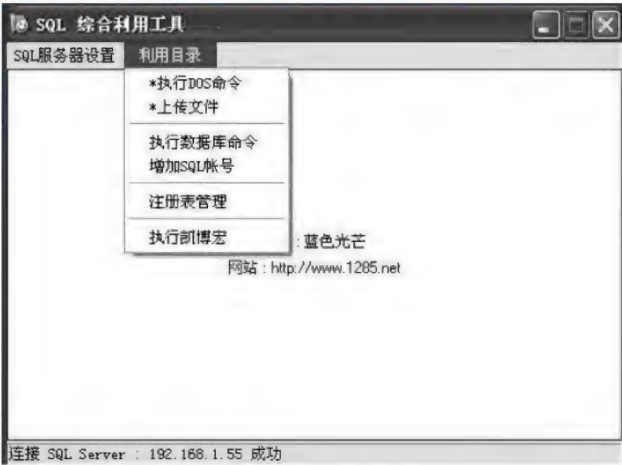 SQL 综合利用工具
SQL服务器设置 利用目录
*执行DOS命令
*上传文件
执行数据库命令
增加SQL帐号
注册表管理
执行凯博宏
:蓝色光芒
网站:http://www.1285.net
连接 SQL Server : 192.168.1.55 成功